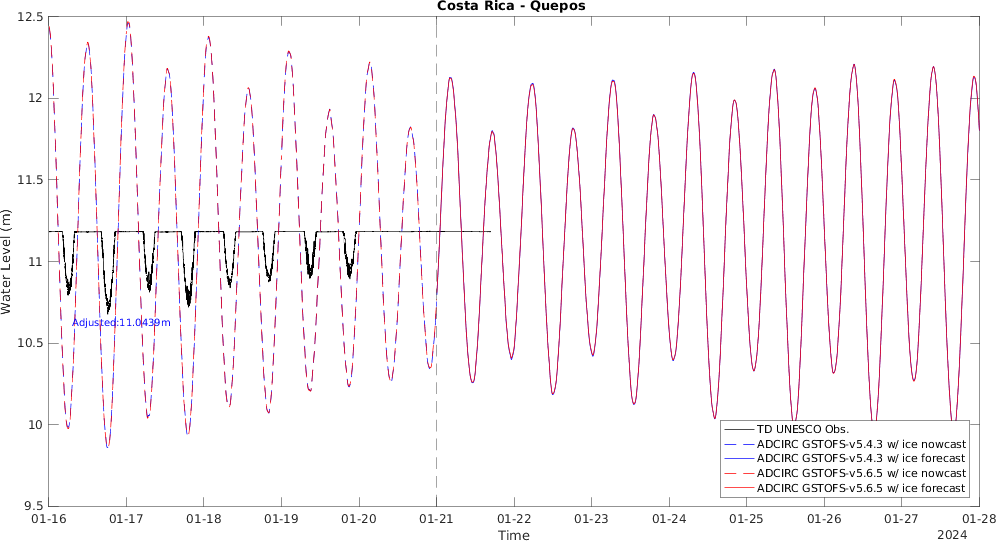 Costa Rica - Quepos
12.5
12
11.5
11
10.5
10
9.5
Water Level (m)
Adjusted:11.0439m
TD UNESCO Obs.
ADCIRC GSTOFS-v5.4.3 w/ ice nowcast
ADCIRC GSTOFS-v5.4.3 w/ ice forecast
ADCIRC GSTOFS-v5.6.5 w/ ice nowcast
ADCIRC GSTOFS-v5.6.5 w/ ice forecast
01-16 01-17 01-18 01-19 01-20 01-21 01-22 01-23 01-24 01-25 01-26 01-27 01-28
Time
2024